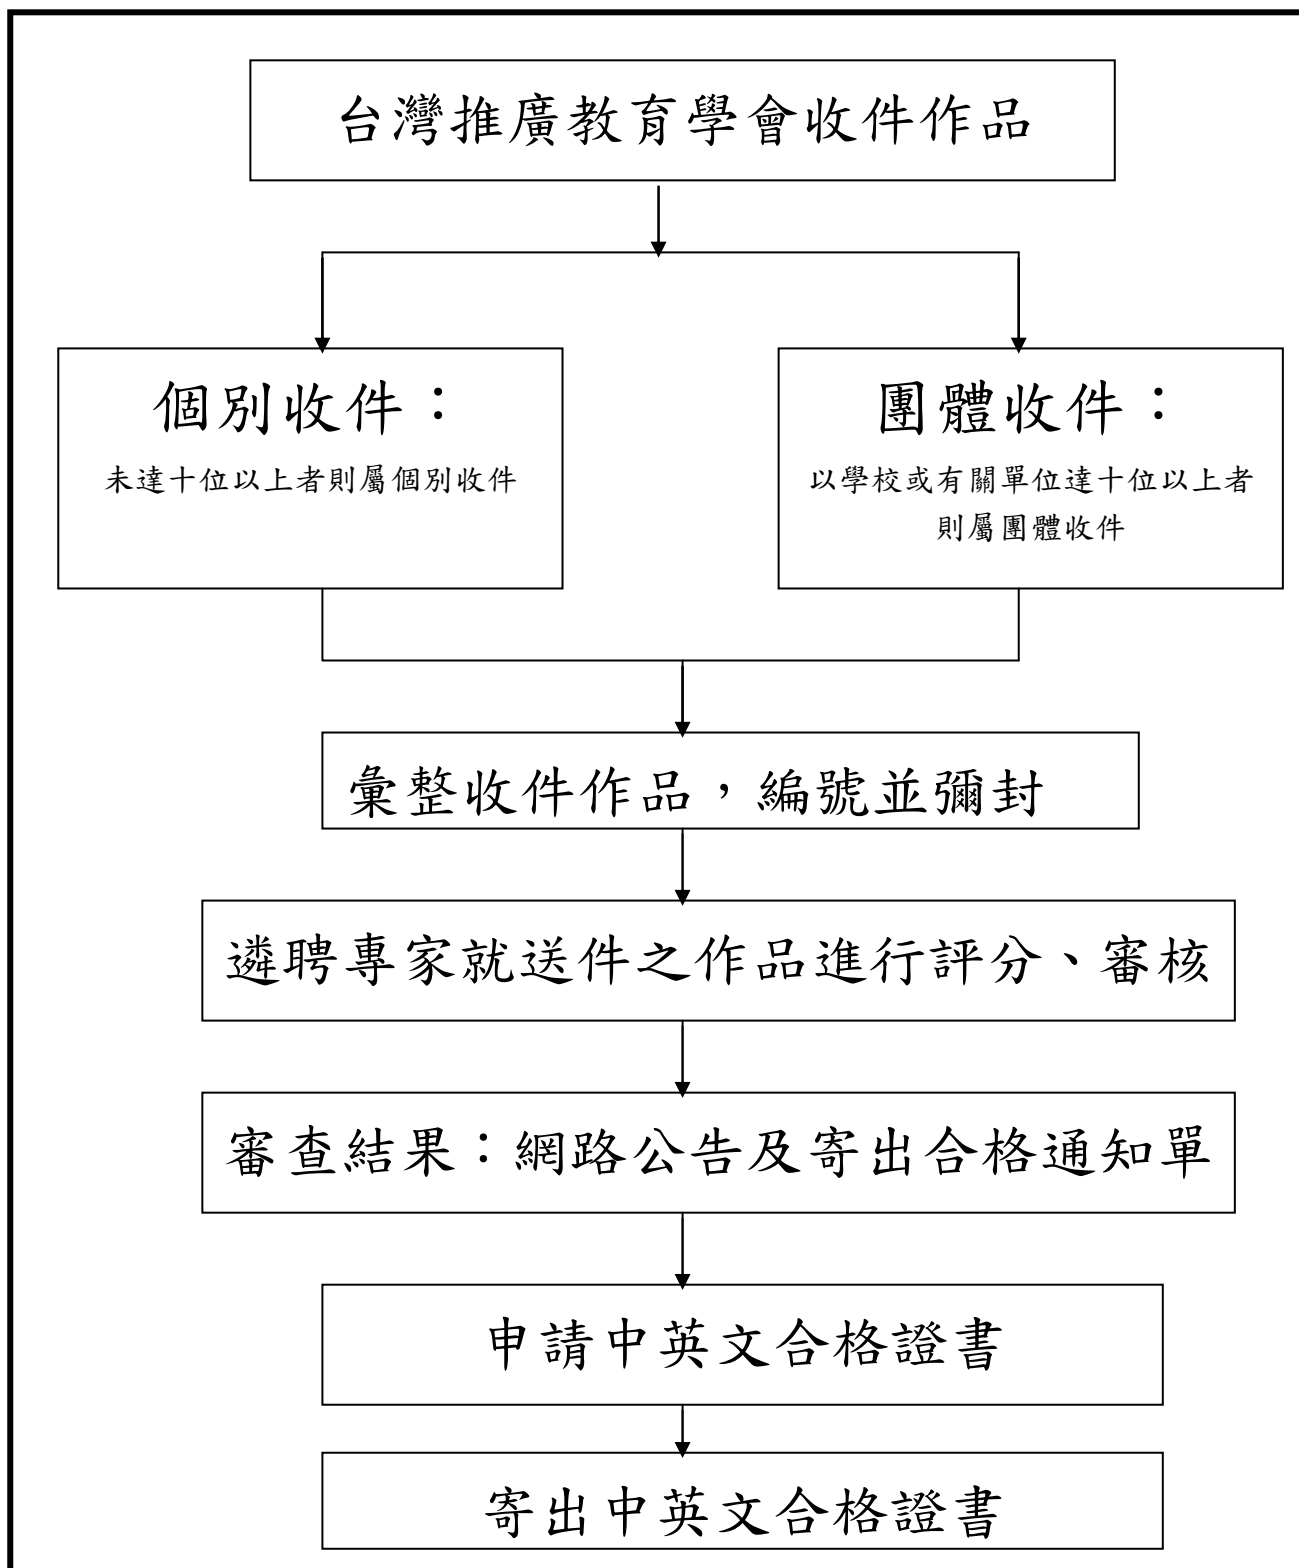 台灣推廣教育學會收件作品
個別收件：
未達十位以上者則屬個別收件
團體收件：
以學校或有關單位達十位以上者
則屬團體收件
彙整收件作品，編號並彌封
遴聘專家就送件之作品進行評分、審核
審查結果：網路公告及寄出合格通知單
申請中英文合格證書
寄出中英文合格證書